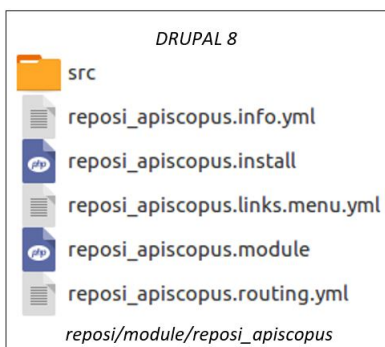 DRUPAL 8
src
reposi_apiscopus.info.yml
php
reposi_apiscopus.install
reposi_apiscopus.links.menu.yml
php
reposi_apiscopus.module
reposi_apiscopus.routing.yml
reposi/module/reposi_apiscopus